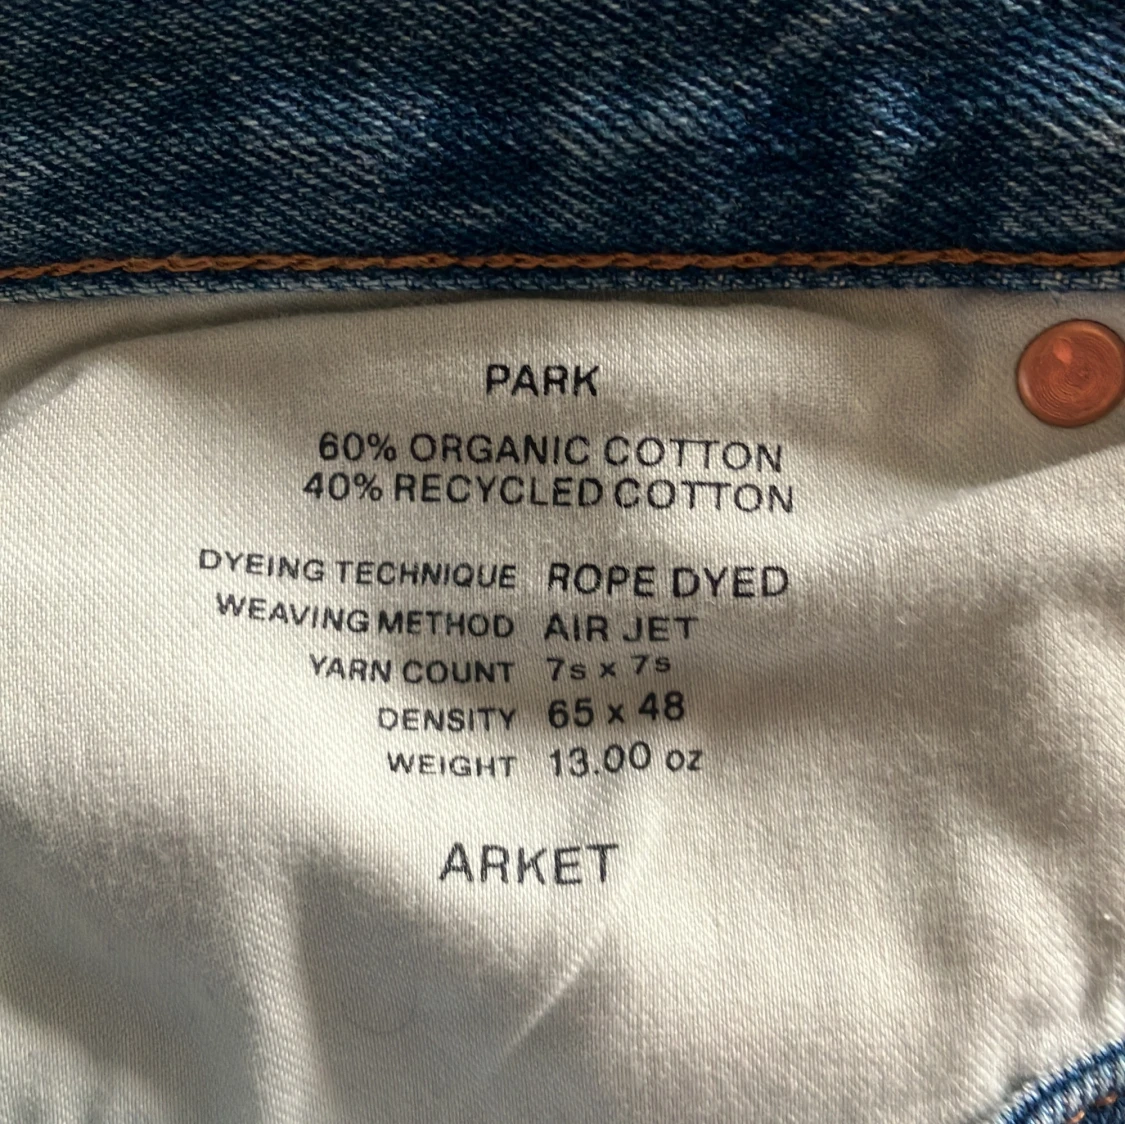 PARK
60% ORGANIC COTTON
40% RECYCLED COTTON
DYEING TECHNIQUE ROPE DYED
WEAVING METHOD AIR JET
YARN COUNT 7s x 7s
DENSITY 65 x 48
WEIGHT 13.00 oz
ARKET